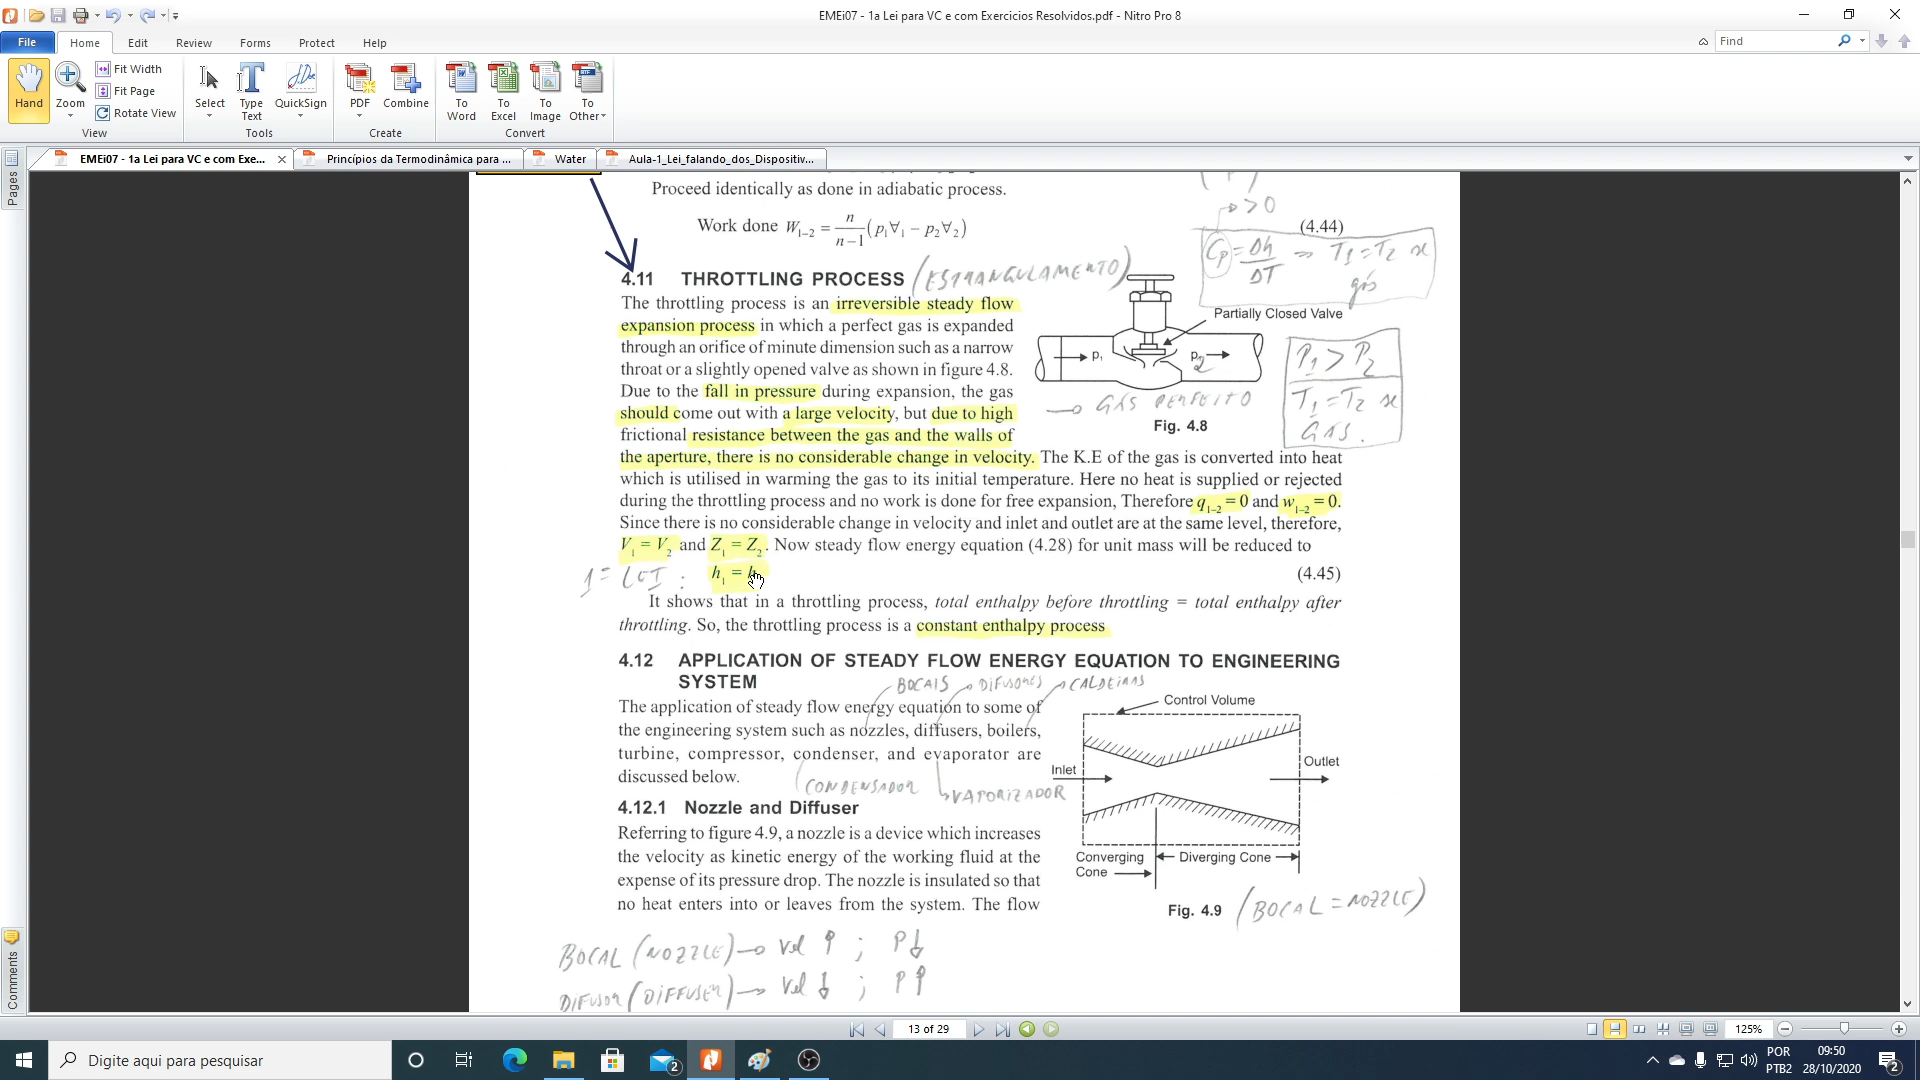 EMEi07 - 1a Lei para VC e com Exercicios Resolvidos.pdf - Nitro Pro 8
File Home Edit Review Forms Protect Help
Find
Hand
Zoom
Fit Width
Fit Page
Rotate View
View
Select
Type Text
QuickSign
Tools
PDF
Combine
Create
To Word
To Excel
To Image
To Other
Convert
EMEi07 - 1a Lei para VC e com Exe...
Princípios da Termodinâmica para ...
Water
Aula-1_Lei_falando_dos_Dispositiv...
Pages
Comments
Proceed identically as done in adiabatic process.
Work done W₁₋₂ = n/(n−1) (p₁∀₁ − p₂∀₂)
(4.44)
> 0
Cp = Δh/ΔT ⇒ T1 = T2 se
gás
4.11 THROTTLING PROCESS (ESTRANGULAMENTO)
The throttling process is an irreversible steady flow
expansion process in which a perfect gas is expanded
through an orifice of minute dimension such as a narrow
throat or a slightly opened valve as shown in figure 4.8.
Due to the fall in pressure during expansion, the gas
should come out with a large velocity, but due to high
frictional resistance between the gas and the walls of
the aperture, there is no considerable change in velocity. The K.E of the gas is converted into heat
which is utilised in warming the gas to its initial temperature. Here no heat is supplied or rejected
during the throttling process and no work is done for free expansion, Therefore q₁₋₂ = 0 and w₁₋₂ = 0.
Since there is no considerable change in velocity and inlet and outlet are at the same level, therefore,
V₁ = V₂ and Z₁ = Z₂. Now steady flow energy equation (4.28) for unit mass will be reduced to
1ª LEI : h₁ = h
(4.45)
Partially Closed Valve
p₁
p₂
→ GÁS PERFEITO
Fig. 4.8
P1 > P2
T1 = T2 se
GÁS.
It shows that in a throttling process, total enthalpy before throttling = total enthalpy after
throttling. So, the throttling process is a constant enthalpy process
4.12 APPLICATION OF STEADY FLOW ENERGY EQUATION TO ENGINEERING
SYSTEM
BOCAIS DIFUSORES CALDEIRAS
The application of steady flow energy equation to some of
the engineering system such as nozzles, diffusers, boilers,
turbine, compressor, condenser, and evaporator are
discussed below.
CONDENSADOR VAPORIZADOR
4.12.1 Nozzle and Diffuser
Referring to figure 4.9, a nozzle is a device which increases
the velocity as kinetic energy of the working fluid at the
expense of its pressure drop. The nozzle is insulated so that
no heat enters into or leaves from the system. The flow
Control Volume
Inlet
Outlet
Converging Cone
Diverging Cone
Fig. 4.9 (BOCAL = NOZZLE)
BOCAL (NOZZLE) → Vel ↑ ; P↓
DIFUSOR (DIFFUSER) → Vel ↓ ; P↑
13 of 29
125%
Digite aqui para pesquisar
2
POR
PTB2
09:50
28/10/2020
2